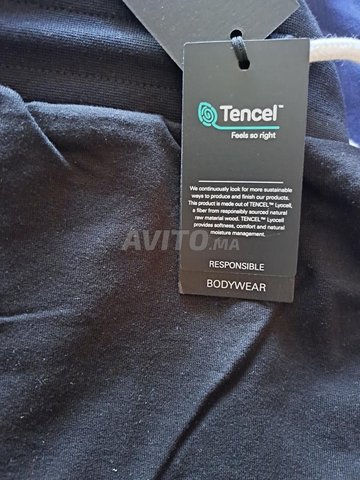 Tencel™
Feels so right
We continuously look for more sustainable
ways to produce and finish our products.
This product is made out of TENCEL™ Lyocell,
a fiber from responsibly sourced natural
raw material wood. TENCEL™ Lyocell
provides softness, comfort and natural
moisture management.
AVITO.MA
RESPONSIBLE
BODYWEAR